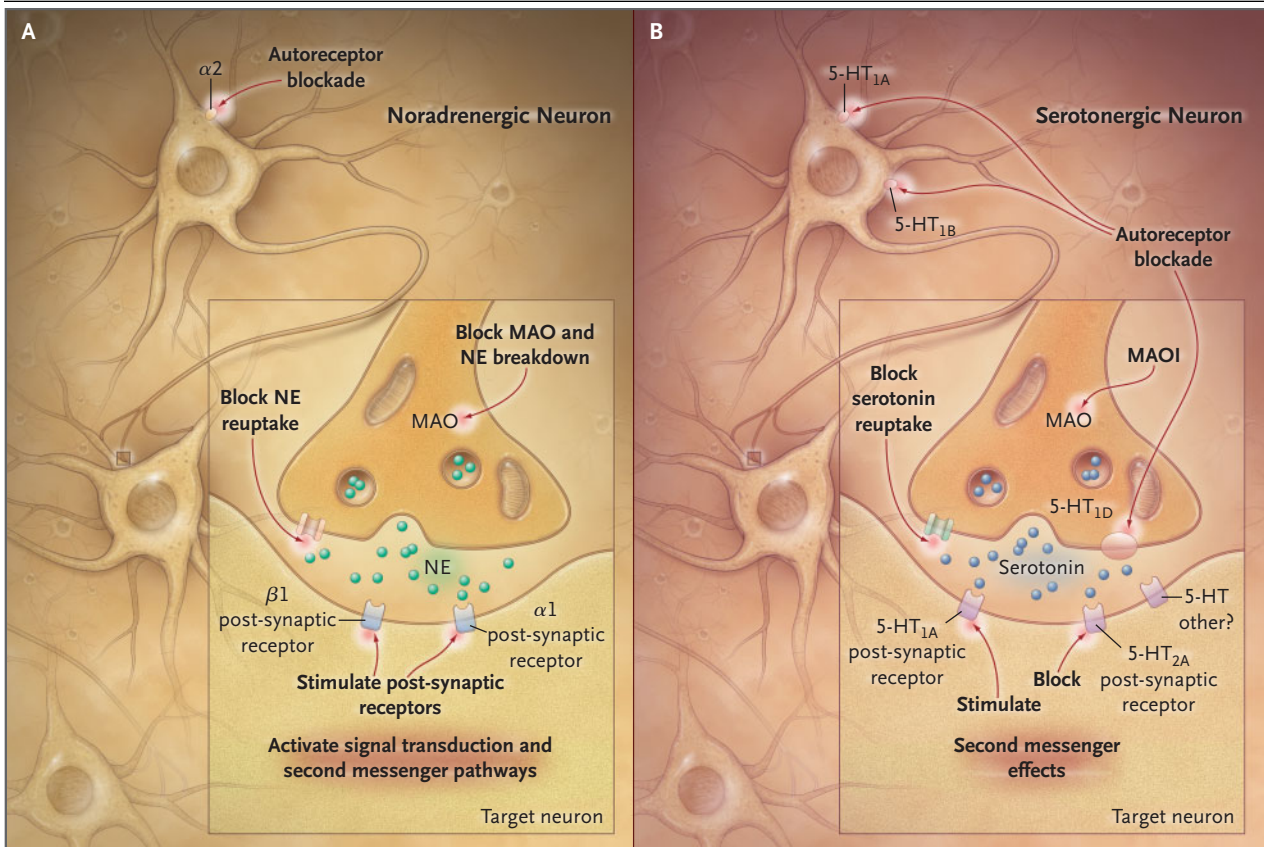 A
α2
Autoreceptor
blockade
Noradrenergic Neuron
Block MAO and
NE breakdown
Block NE
reuptake
MAO
NE
β1
post-synaptic
receptor
α1
post-synaptic
receptor
Stimulate post-synaptic
receptors
Activate signal transduction and
second messenger pathways
Target neuron
B
5-HT1A
Serotonergic Neuron
5-HT1B
Autoreceptor
blockade
MAOI
Block
serotonin
reuptake
MAO
5-HT1D
Serotonin
5-HT
other?
5-HT1A
post-synaptic
receptor
5-HT2A
post-synaptic
receptor
Block
Stimulate
Second messenger
effects
Target neuron